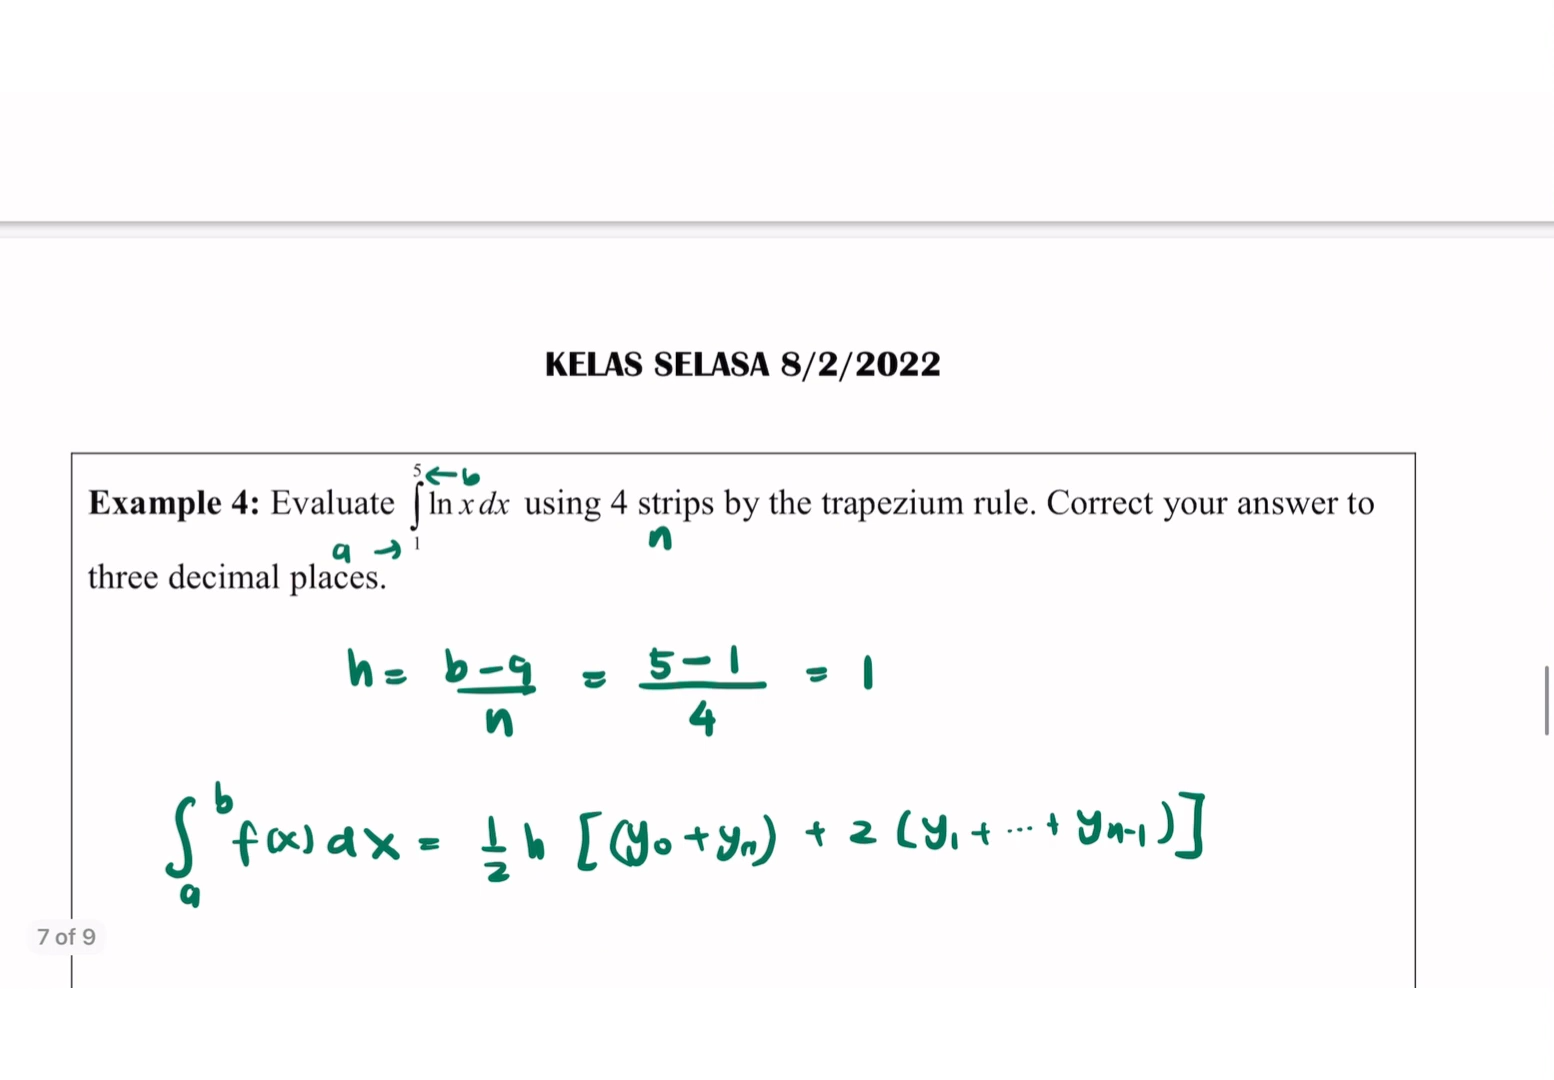 KELAS SELASA 8/2/2022
Example 4: Evaluate ∫₁⁵ ln x dx using 4 strips by the trapezium rule. Correct your answer to
← b
a →
n
three decimal places.
h = (b - a)/n = (5 - 1)/4 = 1
∫ₐᵇ f(x) dx = 1/2 h [(y₀ + yₙ) + 2 (y₁ + ... + yₙ₋₁)]
7 of 9